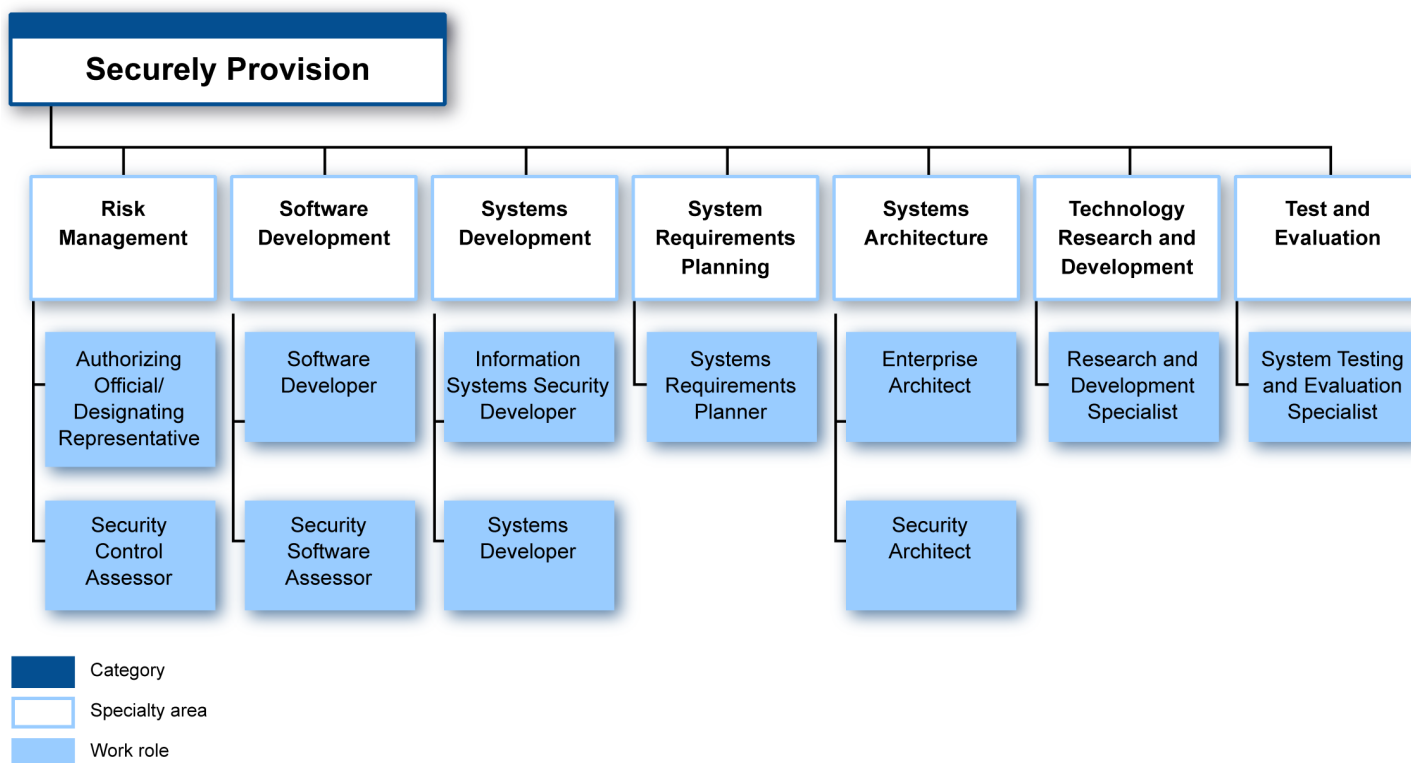 Securely Provision
Risk
Management
Software
Development
Systems
Development
System
Requirements
Planning
Systems
Architecture
Technology
Research and
Development
Test and
Evaluation
Authorizing
Official/
Designating
Representative
Software
Developer
Information
Systems Security
Developer
Systems
Requirements
Planner
Enterprise
Architect
Research and
Development
Specialist
System Testing
and Evaluation
Specialist
Security
Control
Assessor
Security
Software
Assessor
Systems
Developer
Security
Architect
Category
Specialty area
Work role